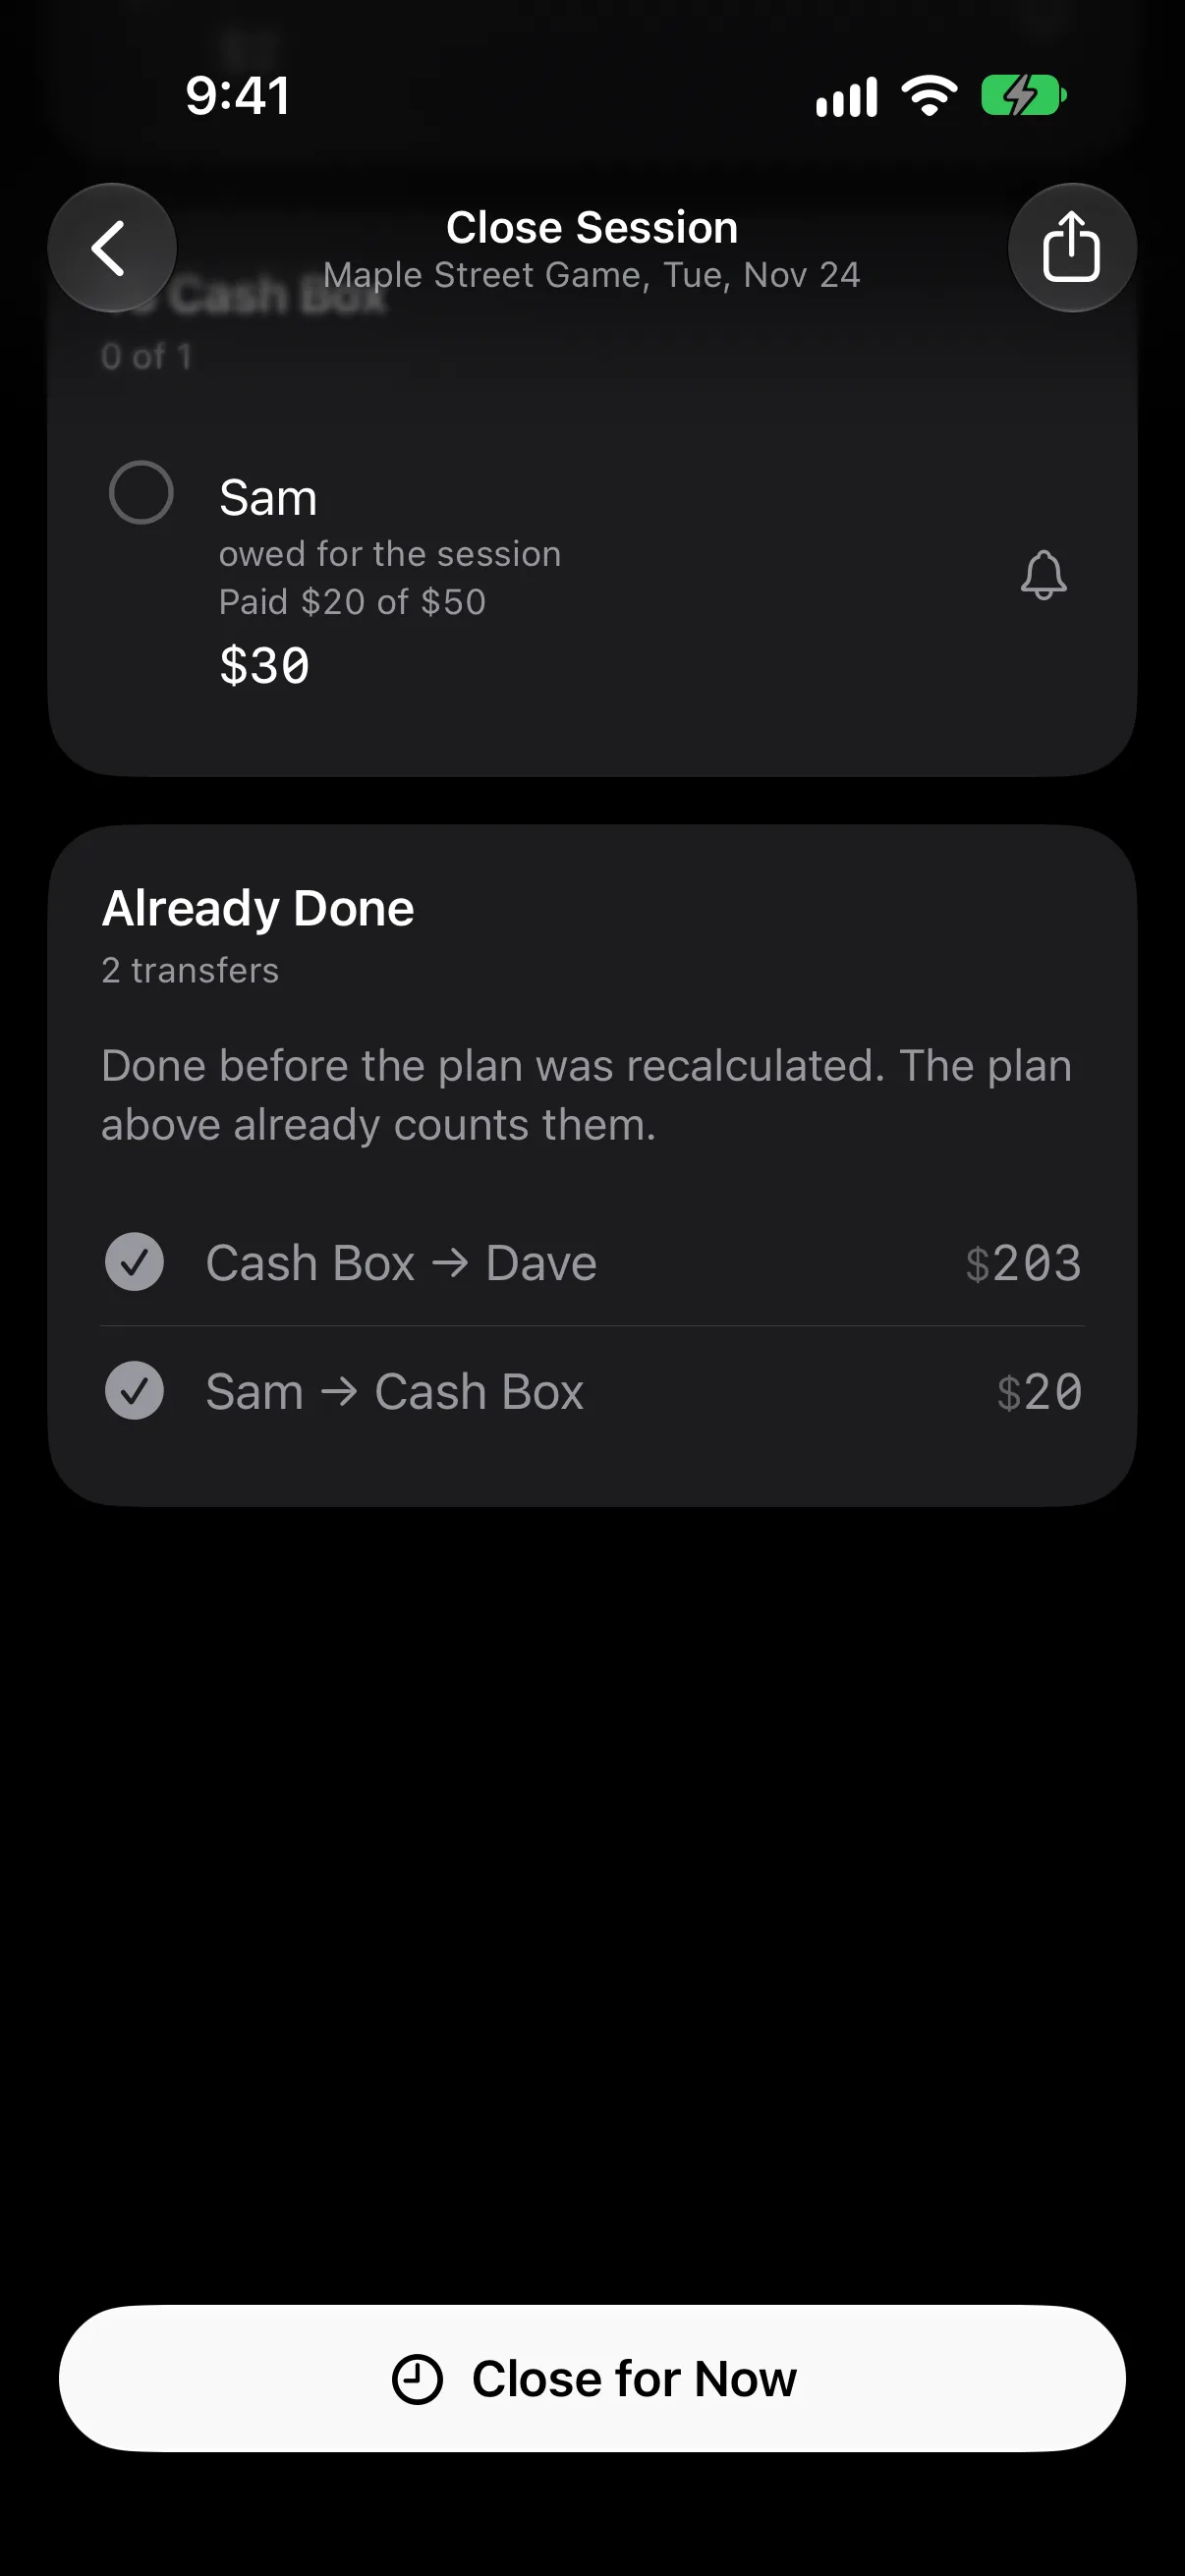 9:41
Close Session
Maple Street Game, Tue, Nov 24
Cash Box
0 of 1
Sam
owed for the session
Paid $20 of $50
$30
Already Done
2 transfers
Done before the plan was recalculated. The plan
above already counts them.
Cash Box → Dave $203
Sam → Cash Box $20
Close for Now